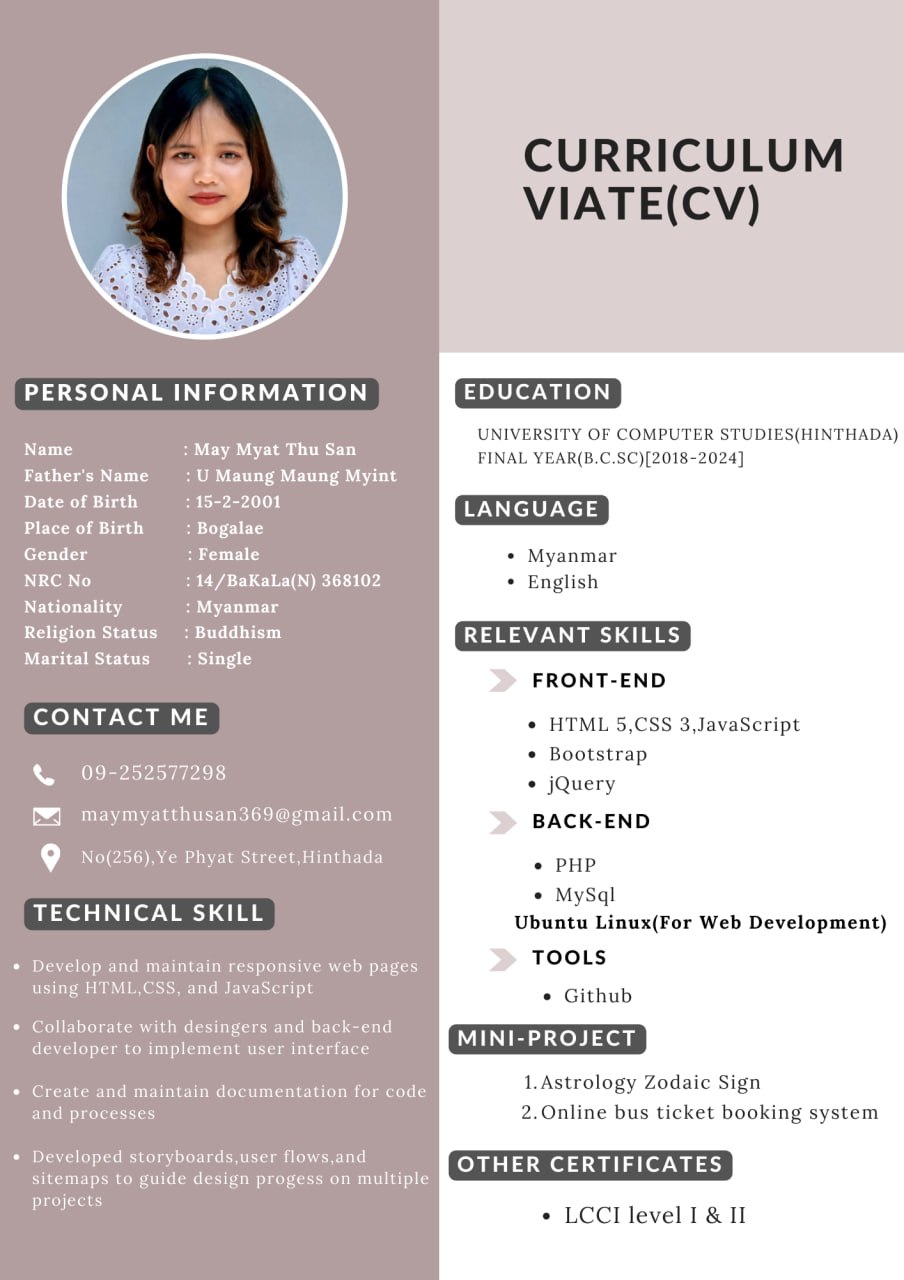 CURRICULUM
VIATE(CV)
PERSONAL INFORMATION
Name : May Myat Thu San
Father's Name : U Maung Maung Myint
Date of Birth : 15-2-2001
Place of Birth : Bogalae
Gender : Female
NRC No : 14/BaKaLa(N) 368102
Nationality : Myanmar
Religion Status : Buddhism
Marital Status : Single
CONTACT ME
09-252577298
maymyatthusan369@gmail.com
No(256),Ye Phyat Street,Hinthada
TECHNICAL SKILL
• Develop and maintain responsive web pages
using HTML,CSS, and JavaScript
• Collaborate with desingers and back-end
developer to implement user interface
• Create and maintain documentation for code
and processes
• Developed storyboards,user flows,and
sitemaps to guide design progess on multiple
projects
EDUCATION
UNIVERSITY OF COMPUTER STUDIES(HINTHADA)
FINAL YEAR(B.C.SC)[2018-2024]
LANGUAGE
• Myanmar
• English
RELEVANT SKILLS
FRONT-END
• HTML 5,CSS 3,JavaScript
• Bootstrap
• jQuery
BACK-END
• PHP
• MySql
Ubuntu Linux(For Web Development)
TOOLS
• Github
MINI-PROJECT
1.Astrology Zodaic Sign
2.Online bus ticket booking system
OTHER CERTIFICATES
• LCCI level I & II